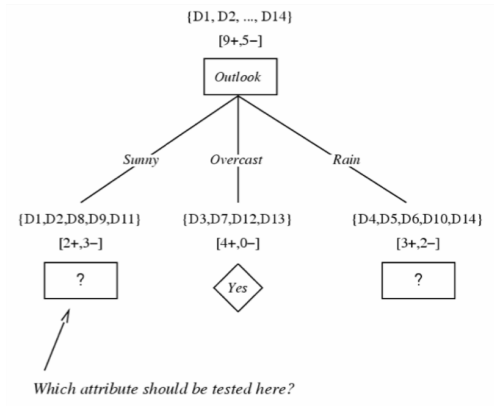 {D1, D2, ..., D14}
[9+,5−]
Outlook
Sunny
Overcast
Rain
{D1,D2,D8,D9,D11}
{D3,D7,D12,D13}
{D4,D5,D6,D10,D14}
[2+,3−]
[4+,0−]
[3+,2−]
?
Yes
?
Which attribute should be tested here?